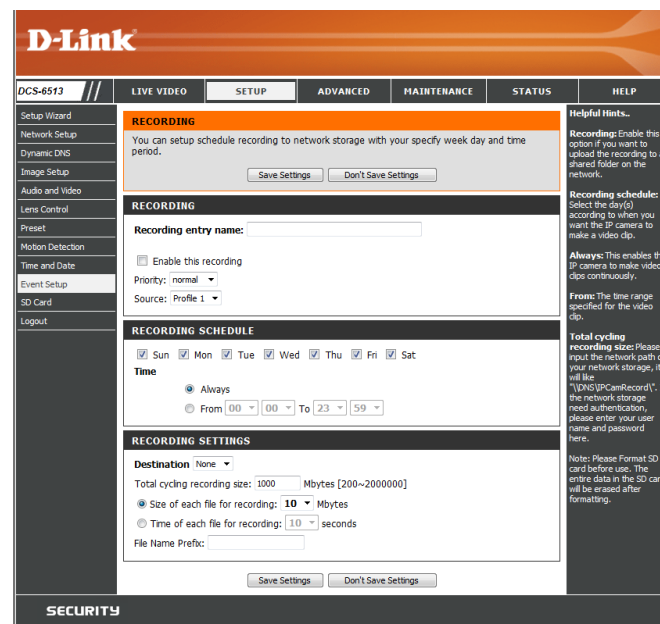 D-Link
DCS-6513
LIVE VIDEO SETUP ADVANCED MAINTENANCE STATUS HELP
Setup Wizard
Network Setup
Dynamic DNS
Image Setup
Audio and Video
Lens Control
Preset
Motion Detection
Time and Date
Event Setup
SD Card
Logout
RECORDING
You can setup schedule recording to network storage with your specify week day and time
period.
Save Settings Don't Save Settings
RECORDING
Recording entry name:
Enable this recording
Priority: normal
Source: Profile 1
RECORDING SCHEDULE
Sun Mon Tue Wed Thu Fri Sat
Time
Always
From 00 00 To 23 59
RECORDING SETTINGS
Destination None
Total cycling recording size: 1000 Mbytes [200~2000000]
Size of each file for recording: 10 Mbytes
Time of each file for recording: 10 seconds
File Name Prefix:
Save Settings Don't Save Settings
Helpful Hints..
Recording: Enable this
option if you want to
upload the recording to
shared folder on the
network.
Recording schedule:
Select the day(s)
according to when you
want the IP camera to
make a video clip.
Always: This enables
IP camera to make video
clips continuously.
From: The time range
specified for the video
clip.
Total cycling
recording size: Please
input the network path
your network storage, it
will like
"\\DNS\IPCamRecord\".
the network storage
need authentication,
please enter your user
name and password
here.
Note: Please Format SD
card before use. The
entire data in the SD
will be erased after
formatting.
SECURITY